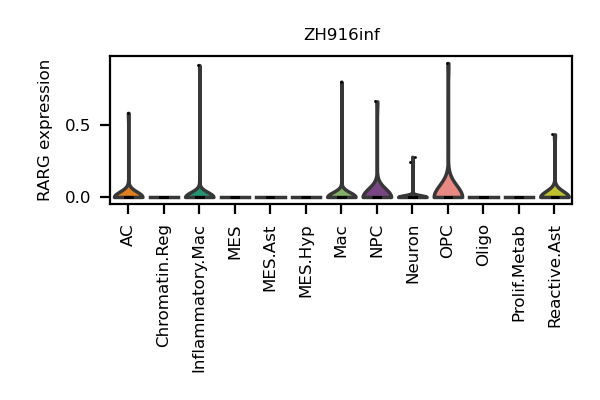 ZH916inf
RARG expression
0.5
0.0
AC
Chromatin.Reg
Inflammatory.Mac
MES
MES.Ast
MES.Hyp
Mac
NPC
Neuron
OPC
Oligo
Prolif.Metab
Reactive.Ast